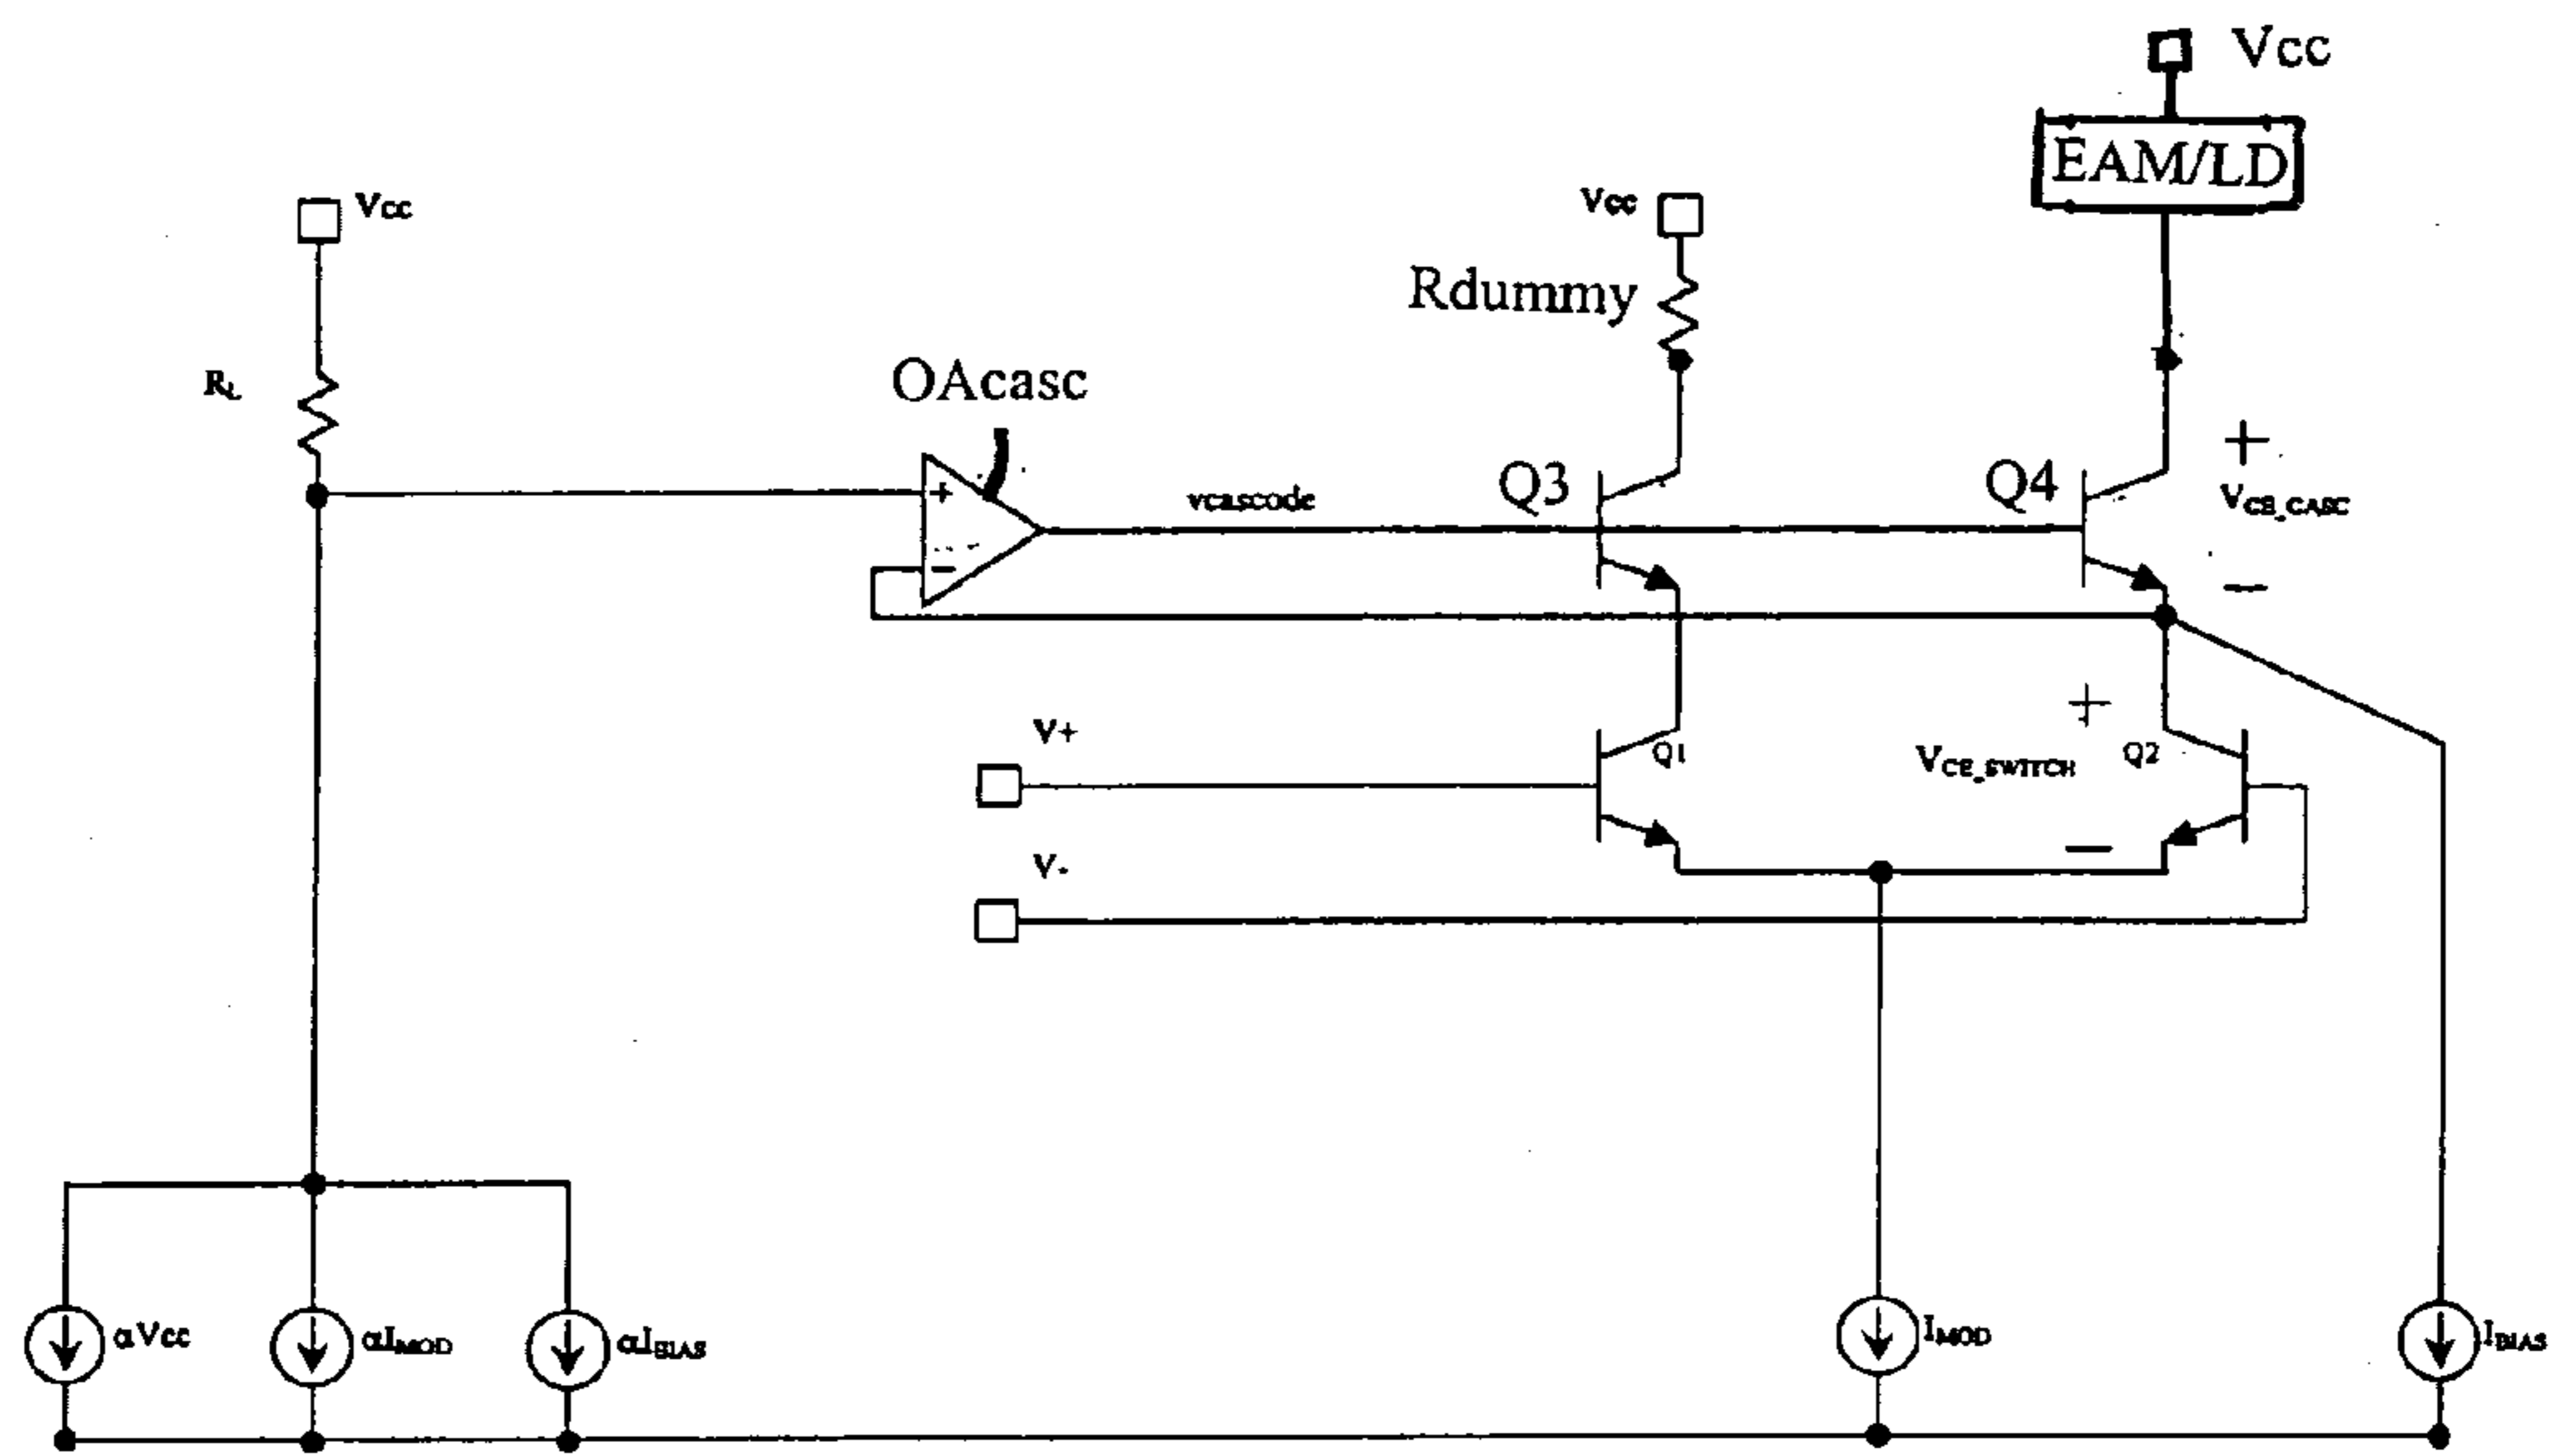 Vcc
EAM/LD
Vcc
Vcc
Rdummy
RL
OAcasc
+
−
vcascode
Q3
Q4
+
VCE_CASC
−
V+
Q1
+
VCE_SWITCH
Q2
−
V-
αVcc
αIMOD
αIBIAS
IMOD
IBIAS